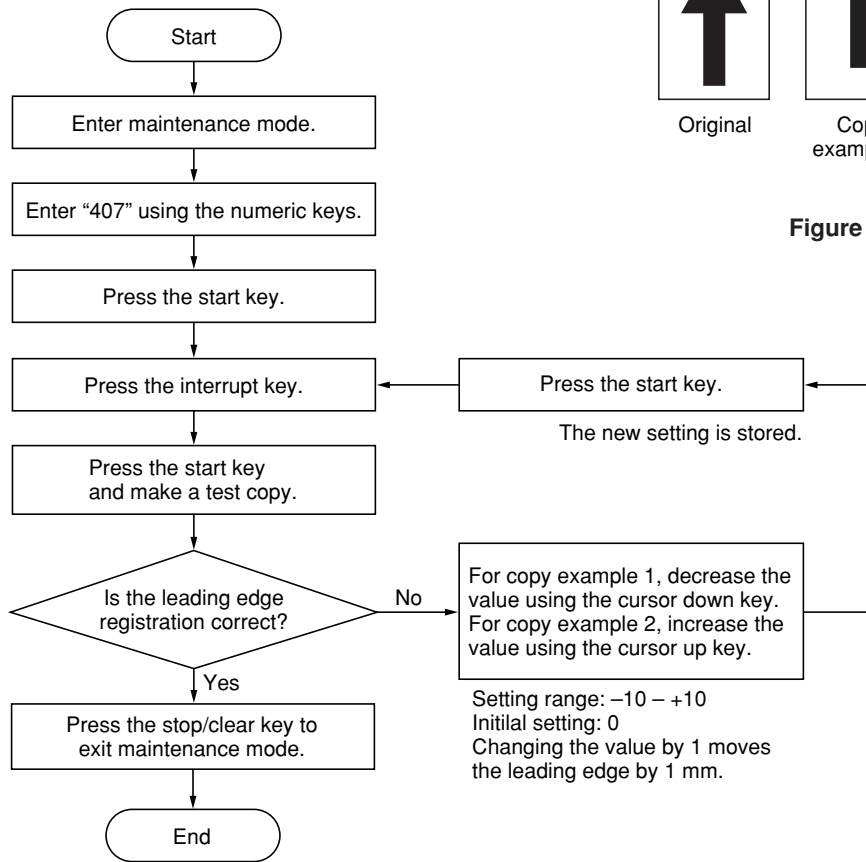 Start
Enter maintenance mode.
Enter “407” using the numeric keys.
Press the start key.
Press the interrupt key.
Press the start key
and make a test copy.
Is the leading edge
registration correct?
No
Yes
Press the stop/clear key to
exit maintenance mode.
End
Press the start key.
The new setting is stored.
For copy example 1, decrease the
value using the cursor down key.
For copy example 2, increase the
value using the cursor up key.
Setting range: –10 – +10
Initilal setting: 0
Changing the value by 1 moves
the leading edge by 1 mm.
Original
Figure